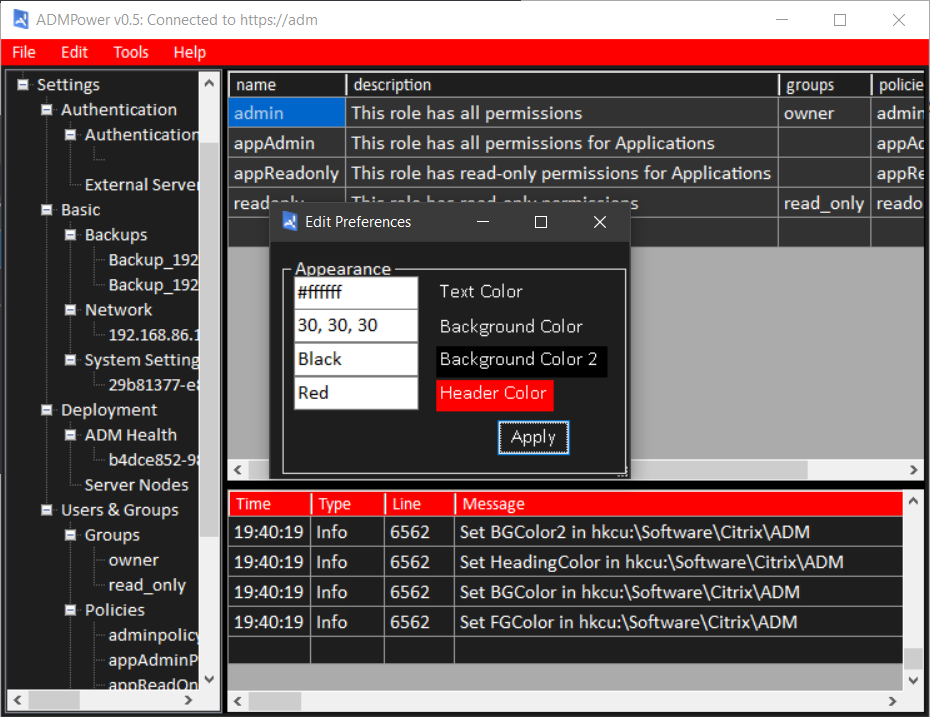 ADMPower v0.5: Connected to https://adm
File Edit Tools Help
Settings
Authentication
Authentication
External Server
Basic
Backups
Backup_192
Backup_192
Network
192.168.86.1
System Setting
29b81377-e8
Deployment
ADM Health
b4dce852-98
Server Nodes
Users & Groups
Groups
owner
read_only
Policies
adminpolicy
appAdminP
appReadOn
name description groups policie
admin This role has all permissions owner admin
appAdmin This role has all permissions for Applications appAd
appReadonly This role has read-only permissions for Applications appRe
readonly This role has read-only permissions read_only reado
Edit Preferences
Appearance
#ffffff Text Color
30, 30, 30 Background Color
Black Background Color 2
Red Header Color
Apply
Time Type Line Message
19:40:19 Info 6562 Set BGColor2 in hkcu:\Software\Citrix\ADM
19:40:19 Info 6562 Set HeadingColor in hkcu:\Software\Citrix\ADM
19:40:19 Info 6562 Set BGColor in hkcu:\Software\Citrix\ADM
19:40:19 Info 6562 Set FGColor in hkcu:\Software\Citrix\ADM